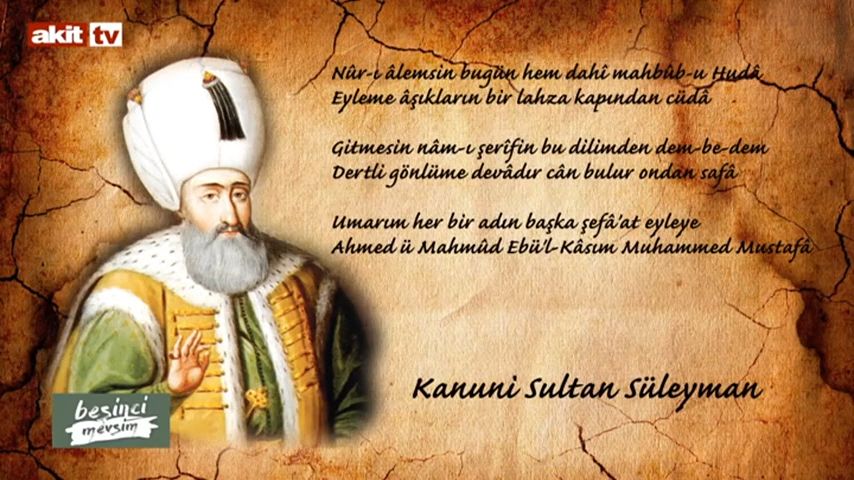 akit tv
Nûr-ı âlemsin bugün hem dahî mahbûb-u Hudâ
Eyleme âşıkların bir lahza kapından cüdâ
Gitmesin nâm-ı şerîfin bu dilimden dem-be-dem
Dertli gönlüme devâdır cân bulur ondan safâ
Umarım her bir adın başka şefâ'at eyleye
Ahmed ü Mahmûd Ebü'l-Kâsım Muhammed Mustafâ
Kanuni Sultan Süleyman
beşinci
mevsim